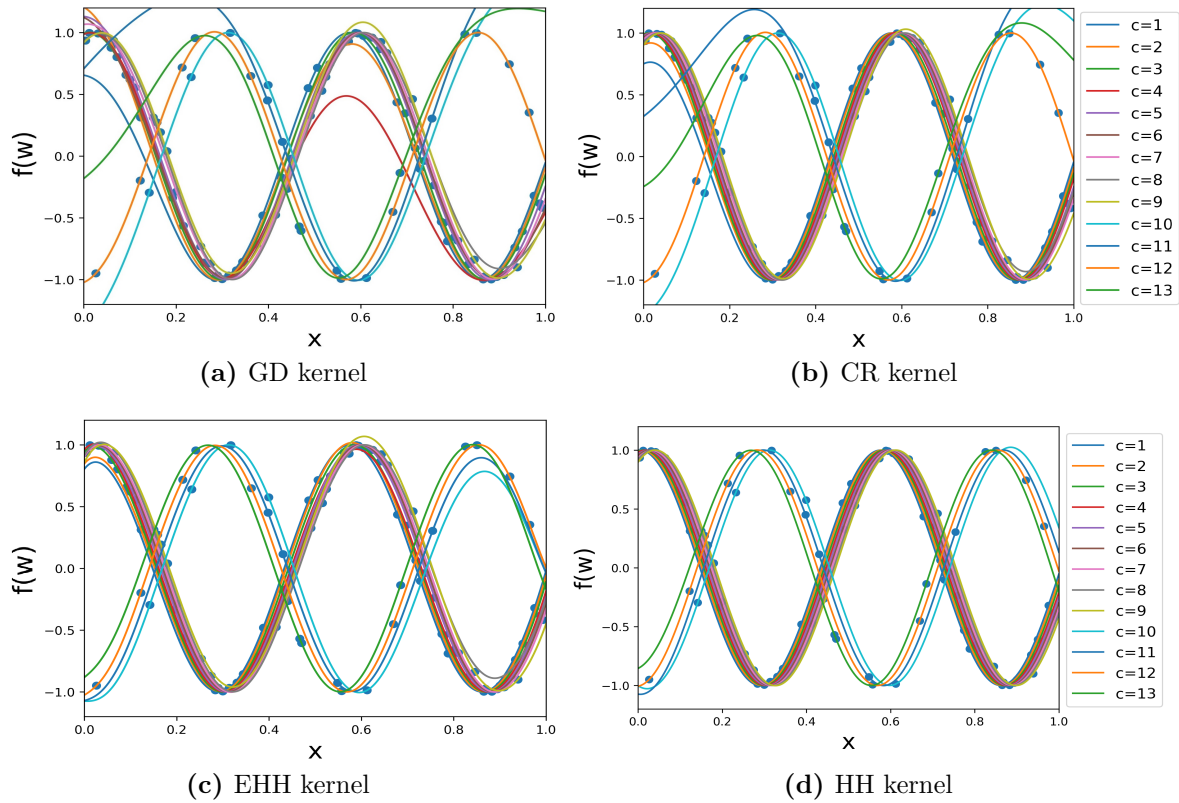 f(w)
1.0
0.5
0.0
−0.5
−1.0
0.0 0.2 0.4 0.6 0.8 1.0
x
(a) GD kernel
f(w)
1.0
0.5
0.0
−0.5
−1.0
0.0 0.2 0.4 0.6 0.8 1.0
x
(b) CR kernel
c=1
c=2
c=3
c=4
c=5
c=6
c=7
c=8
c=9
c=10
c=11
c=12
c=13
f(w)
1.0
0.5
0.0
−0.5
−1.0
0.0 0.2 0.4 0.6 0.8 1.0
x
(c) EHH kernel
f(w)
1.0
0.5
0.0
−0.5
−1.0
0.0 0.2 0.4 0.6 0.8 1.0
x
(d) HH kernel
c=1
c=2
c=3
c=4
c=5
c=6
c=7
c=8
c=9
c=10
c=11
c=12
c=13